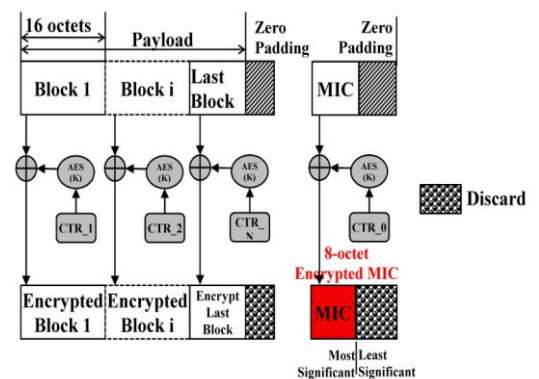 16 octets
Payload
Zero
Padding
Zero
Padding
Block 1
Block i
Last
Block
MIC
AES
(K)
AES
(K)
AES
(K)
AES
(K)
CTR_1
CTR_2
CTR_
N
CTR_0
Discard
8-octet
Encrypted MIC
Encrypted
Block 1
Encrypted
Block i
Encrypt
Last
Block
MIC
Most
Significant
Least
Significant